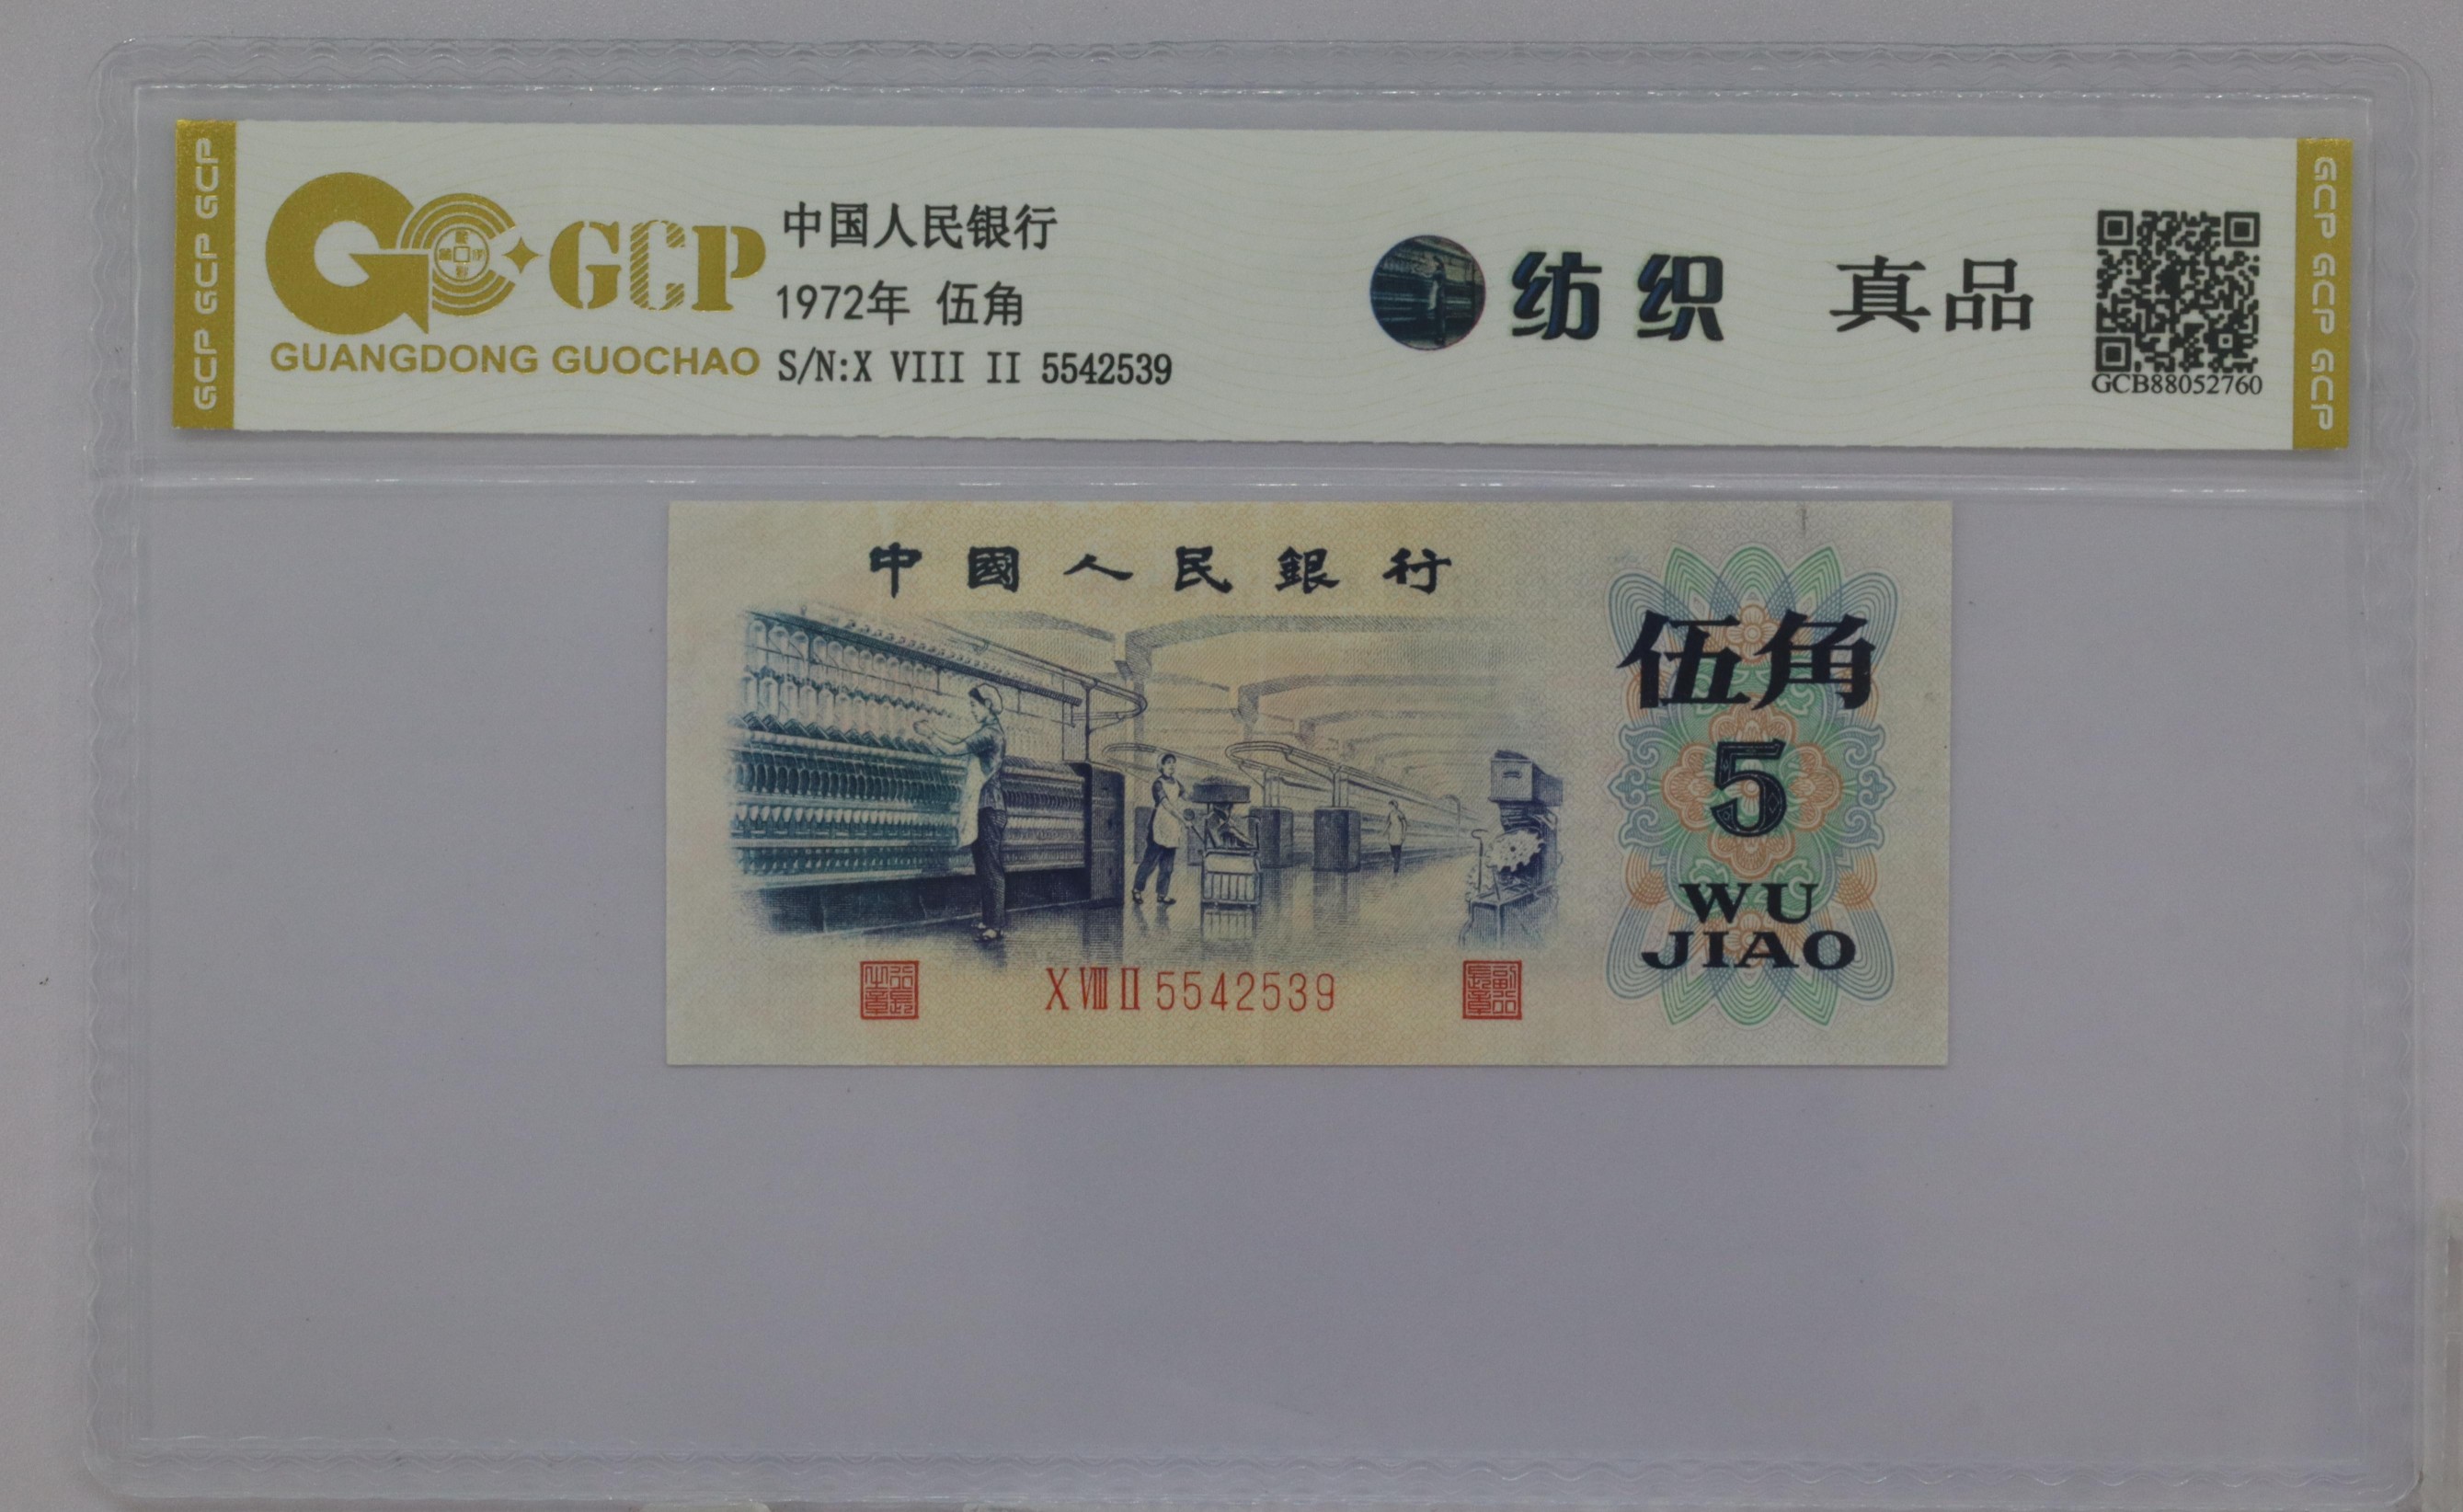 GCP GCP GCP
GCP
GUANGDONG GUOCHAO
中国人民银行
1972年 伍角
S/N:X VIII II 5542539
纺织
真品
GCB88052760
GCP GCP GCP
中國人民銀行
伍角
5
WU
JIAO
X VIII II 5542539